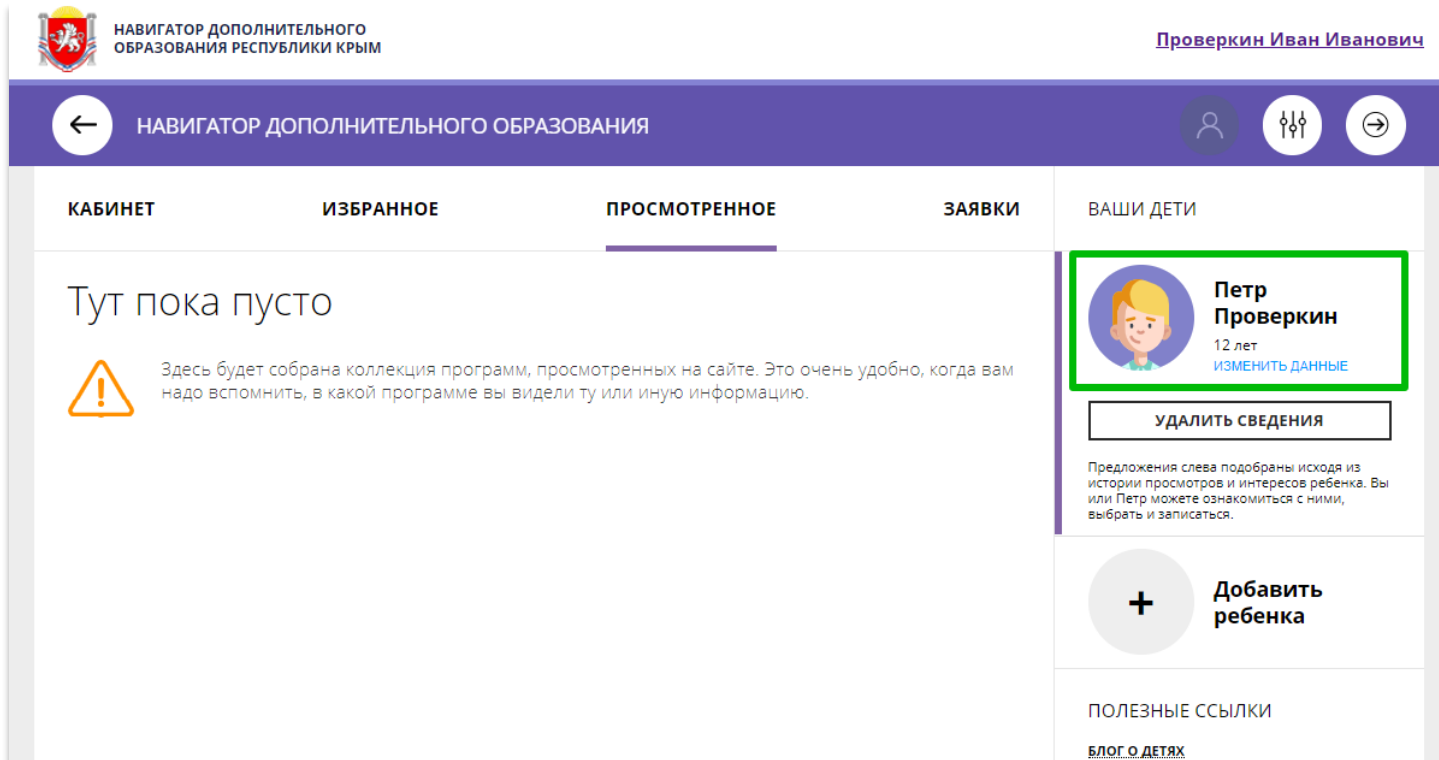 НАВИГАТОР ДОПОЛНИТЕЛЬНОГО
ОБРАЗОВАНИЯ РЕСПУБЛИКИ КРЫМ
Проверкин Иван Иванович
НАВИГАТОР ДОПОЛНИТЕЛЬНОГО ОБРАЗОВАНИЯ
КАБИНЕТ
ИЗБРАННОЕ
ПРОСМОТРЕННОЕ
ЗАЯВКИ
Тут пока пусто
Здесь будет собрана коллекция программ, просмотренных на сайте. Это очень удобно, когда вам
надо вспомнить, в какой программе вы видели ту или иную информацию.
ВАШИ ДЕТИ
Петр
Проверкин
12 лет
ИЗМЕНИТЬ ДАННЫЕ
УДАЛИТЬ СВЕДЕНИЯ
Предложения слева подобраны исходя из
истории просмотров и интересов ребенка. Вы
или Петр можете ознакомиться с ними,
выбрать и записаться.
+
Добавить
ребенка
ПОЛЕЗНЫЕ ССЫЛКИ
БЛОГ О ДЕТЯХ